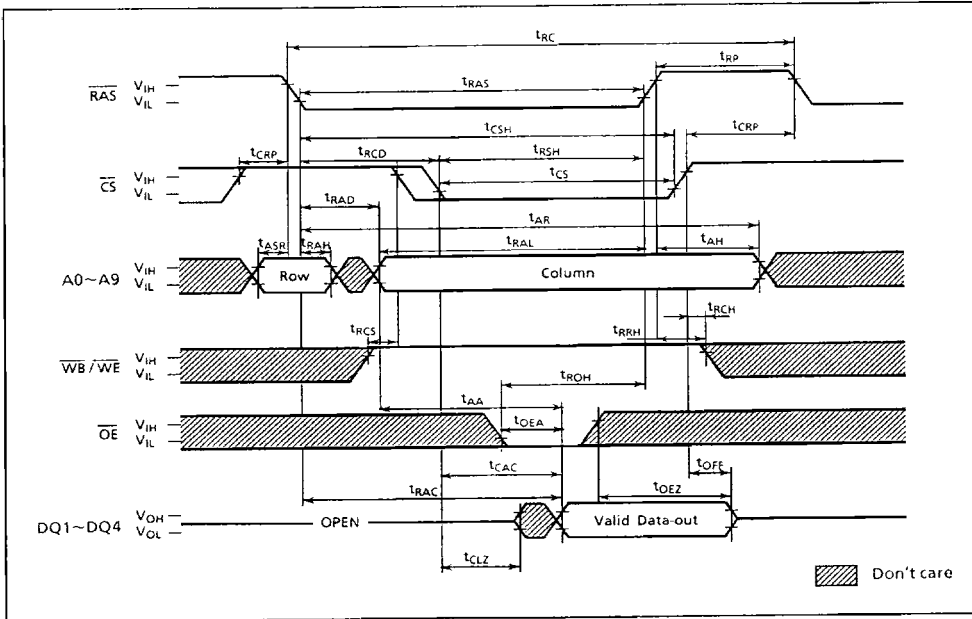 tRC
tRP
RAS VIH
VIL
tRAS
tCSH
tCRP
tCRP
tRCD
tRSH
CS VIH
VIL
tCS
tRAD
tAR
tASR
tRAH
tRAL
tAH
A0~A9 VIH
VIL
Row
Column
tRCH
tRCS
tRRH
WB/WE VIH
VIL
tROH
tAA
OE VIH
VIL
tOEA
tCAC
tOFF
tRAC
tOEZ
DQ1~DQ4 VOH
VOL
OPEN
Valid Data-out
tCLZ
Don't care